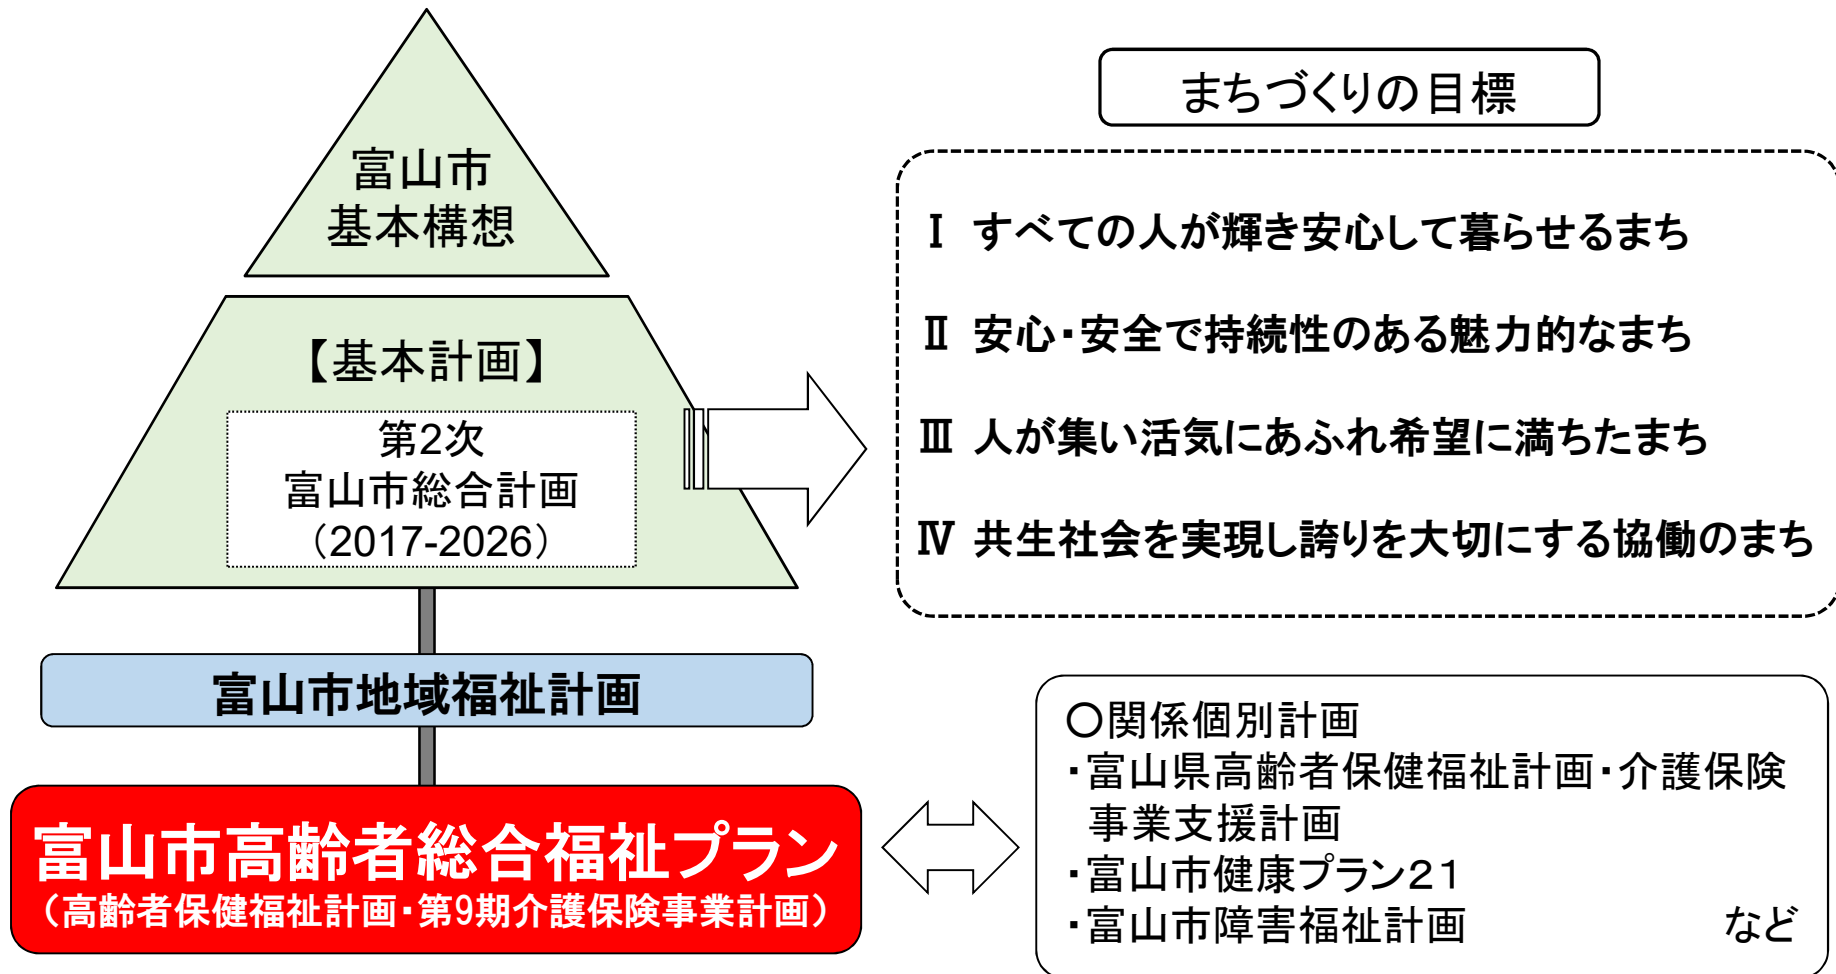 富山市
基本構想
【基本計画】
第2次
富山市総合計画
（2017-2026）
まちづくりの目標
Ⅰ すべての人が輝き安心して暮らせるまち
Ⅱ 安心・安全で持続性のある魅力的なまち
Ⅲ 人が集い活気にあふれ希望に満ちたまち
Ⅳ 共生社会を実現し誇りを大切にする協働のまち
富山市地域福祉計画
富山市高齢者総合福祉プラン
（高齢者保健福祉計画・第9期介護保険事業計画）
〇関係個別計画
・富山県高齢者保健福祉計画・介護保険
事業支援計画
・富山市健康プラン２１
・富山市障害福祉計画 など